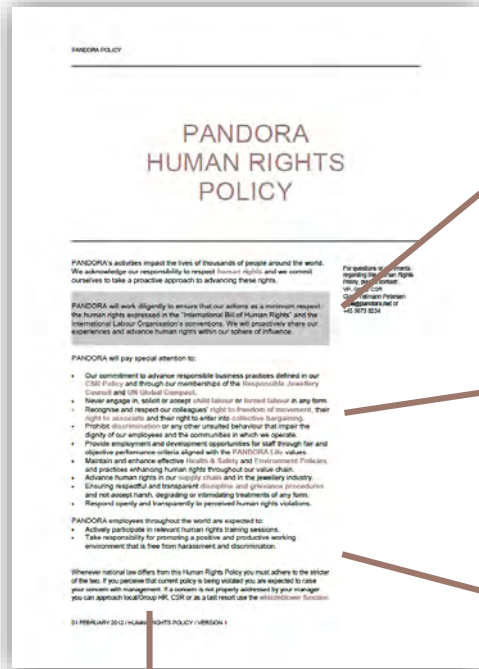 PANDORA POLICY
PANDORA
HUMAN RIGHTS
POLICY
PANDORA's activities impact the lives of thousands of people around the world.
We acknowledge our responsibility to respect human rights and we commit
ourselves to take a proactive approach to advancing these rights.
For questions or comments
regarding the Human Rights
Policy, please contact:
VP, Group CSR
Petersen
@pandora.net or
+45 3673 8234
PANDORA will work diligently to ensure that our actions as a minimum respect
the human rights expressed in the "International Bill of Human Rights" and the
International Labour Organisation's conventions. We will proactively share our
experiences and advance human rights within our sphere of influence.
PANDORA will pay special attention to:
• Our commitment to advance responsible business practices defined in our
CSR Policy and through our memberships of the Responsible Jewellery
Council and UN Global Compact.
• Never engage in, solicit or accept child labour or forced labour in any form.
• Recognise and respect our colleagues' right to freedom of movement, their
right to associate and their right to enter into collective bargaining.
• Prohibit discrimination or any other unsuited behaviour that impair the
dignity of our employees and the communities in which we operate.
• Provide employment and development opportunities for staff through fair and
objective performance criteria aligned with the PANDORA Life values.
• Maintain and enhance effective Health & Safety and Environment Policies
and practices enhancing human rights throughout our value chain.
• Advance human rights in our supply chain and in the jewellery industry.
• Ensuring respectful and transparent discipline and grievance procedures
and not accept harsh, degrading or intimidating treatments of any form.
• Respond openly and transparently to perceived human rights violations.
PANDORA employees throughout the world are expected to:
• Actively participate in relevant human rights training sessions.
• Take responsibility for promoting a positive and productive working
environment that is free from harassment and discrimination.
Whenever national law differs from this Human Rights Policy you must adhere to the stricter
of the two. If you perceive that current policy is being violated you are expected to raise
your concern with management. If a concern is not properly addressed by your manager
you can approach local/Group HR, CSR or as a last resort use the whistleblower function.
01 FEBRUARY 2012 / HUMAN RIGHTS POLICY / VERSION 1